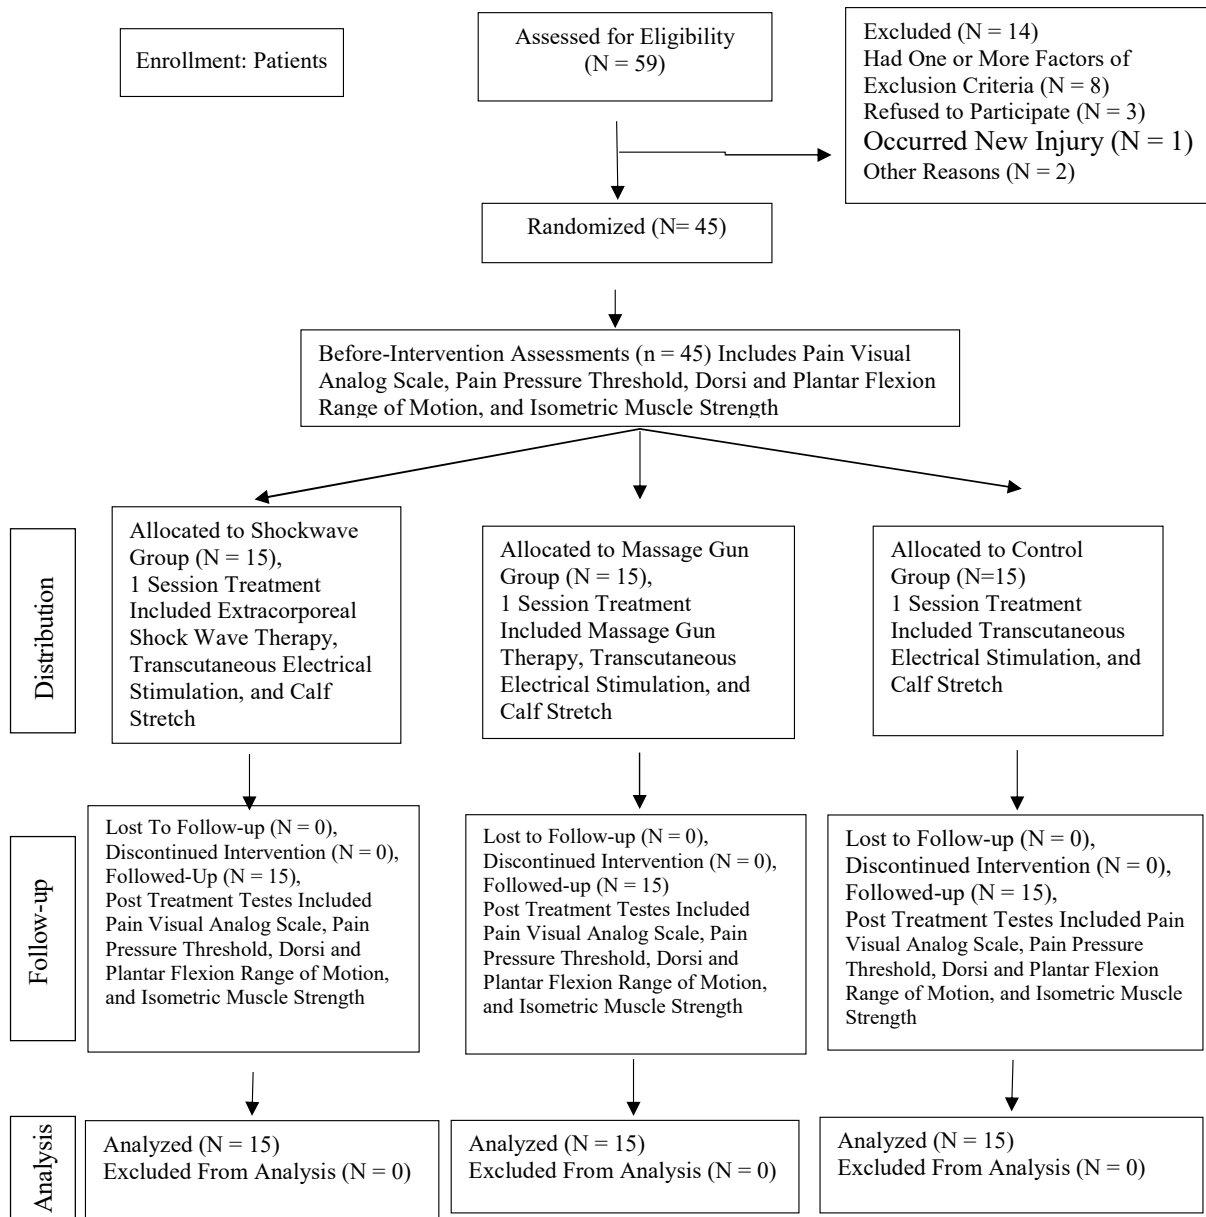 Enrollment: Patients
Assessed for Eligibility
(N = 59)
Excluded (N = 14)
Had One or More Factors of
Exclusion Criteria (N = 8)
Refused to Participate (N = 3)
Occurred New Injury (N = 1)
Other Reasons (N = 2)
Randomized (N= 45)
Before-Intervention Assessments (n = 45) Includes Pain Visual
Analog Scale, Pain Pressure Threshold, Dorsi and Plantar Flexion
Range of Motion, and Isometric Muscle Strength
Distribution
Allocated to Shockwave
Group (N = 15),
1 Session Treatment
Included Extracorporeal
Shock Wave Therapy,
Transcutaneous Electrical
Stimulation, and Calf
Stretch
Allocated to Massage Gun
Group (N = 15),
1 Session Treatment
Included Massage Gun
Therapy, Transcutaneous
Electrical Stimulation, and
Calf Stretch
Allocated to Control
Group (N=15)
1 Session Treatment
Included Transcutaneous
Electrical Stimulation, and
Calf Stretch
Follow-up
Lost To Follow-up (N = 0),
Discontinued Intervention (N = 0),
Followed-Up (N = 15),
Post Treatment Testes Included
Pain Visual Analog Scale, Pain
Pressure Threshold, Dorsi and
Plantar Flexion Range of Motion,
and Isometric Muscle Strength
Lost to Follow-up (N = 0),
Discontinued Intervention (N = 0),
Followed-up (N = 15)
Post Treatment Testes Included
Pain Visual Analog Scale, Pain
Pressure Threshold, Dorsi and
Plantar Flexion Range of Motion,
and Isometric Muscle Strength
Lost to Follow-up (N = 0),
Discontinued Intervention (N = 0),
Followed-up (N = 15),
Post Treatment Testes Included Pain
Visual Analog Scale, Pain Pressure
Threshold, Dorsi and Plantar Flexion
Range of Motion, and Isometric Muscle
Strength
Analysis
Analyzed (N = 15)
Excluded From Analysis (N = 0)
Analyzed (N = 15)
Excluded From Analysis (N = 0)
Analyzed (N = 15)
Excluded From Analysis (N = 0)